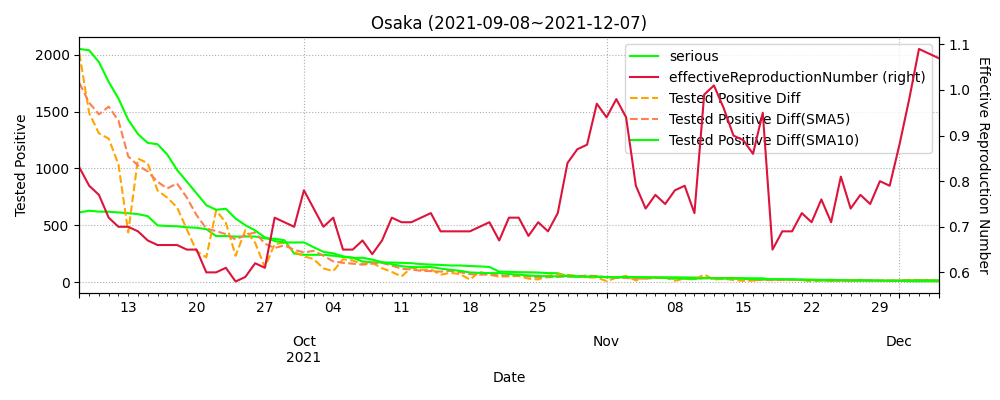 Osaka (2021-09-08~2021-12-07)
serious
effectiveReproductionNumber (right)
Tested Positive Diff
Tested Positive Diff(SMA5)
Tested Positive Diff(SMA10)
Tested Positive
2000
1500
1000
500
0
1.1
1.0
0.9
0.8
0.7
0.6
Effective Reproduction Number
13 20 27 04 11 18 25 08 15 22 29
Oct Nov Dec
2021
Date